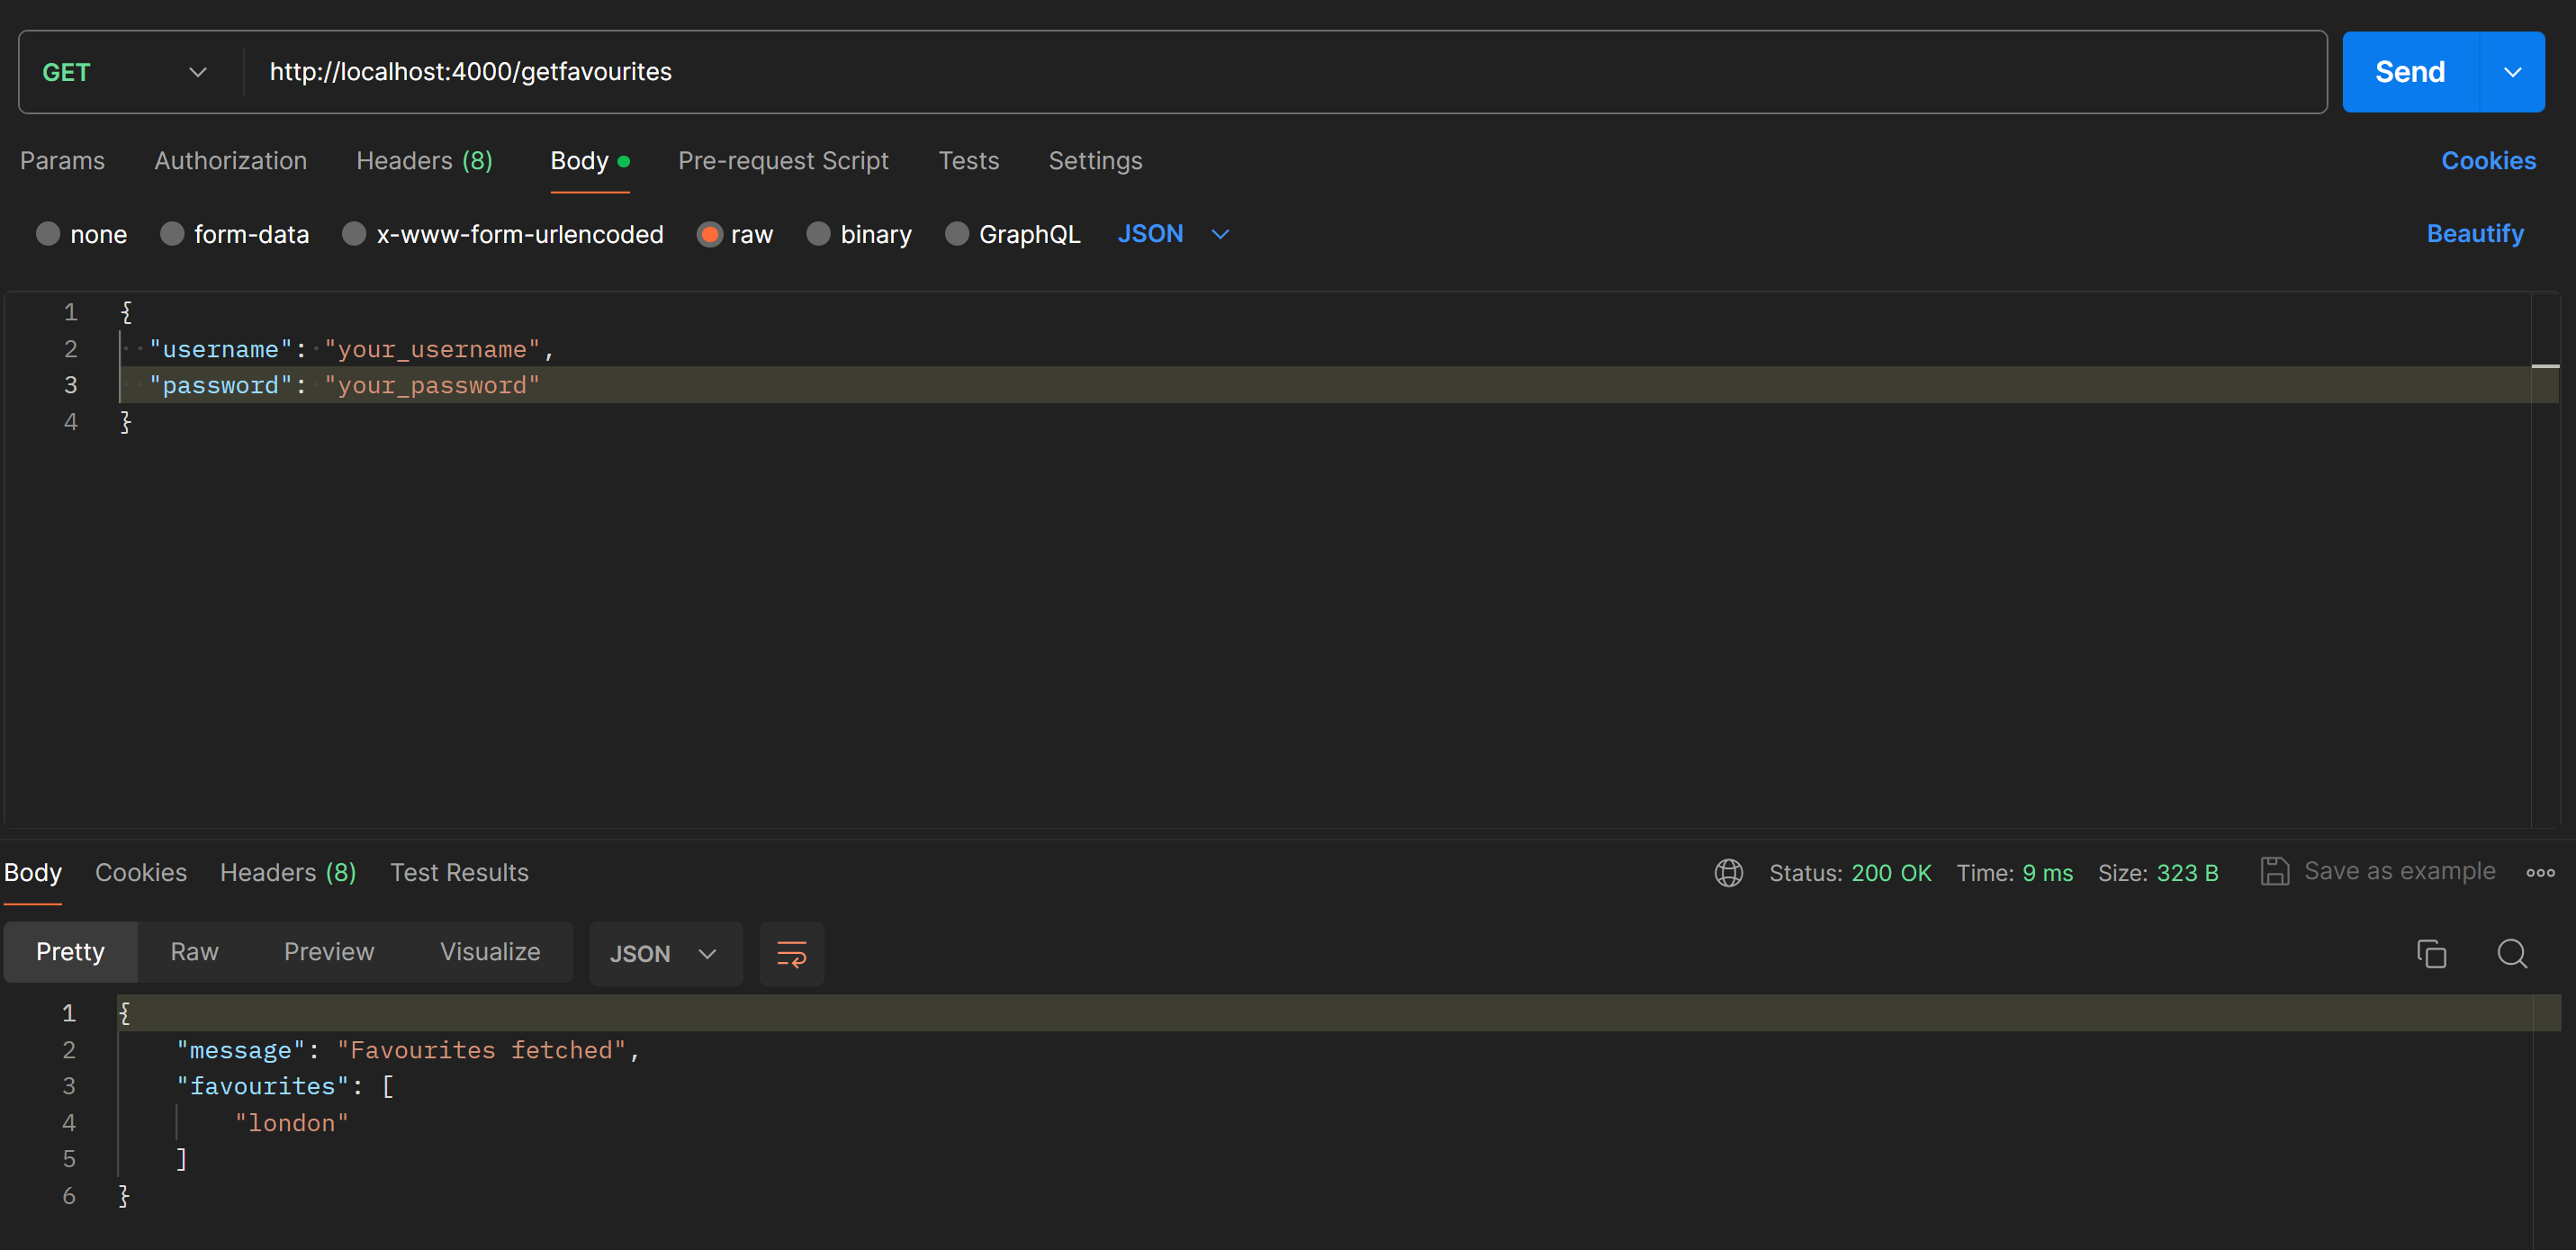 GET http://localhost:4000/getfavourites Send
Params Authorization Headers (8) Body Pre-request Script Tests Settings Cookies
none form-data x-www-form-urlencoded raw binary GraphQL JSON Beautify
1 {
2 "username": "your_username",
3 "password": "your_password"
4 }
Body Cookies Headers (8) Test Results Status: 200 OK Time: 9 ms Size: 323 B Save as example
Pretty Raw Preview Visualize JSON
1 {
2 "message": "Favourites fetched",
3 "favourites": [
4 "london"
5 ]
6 }